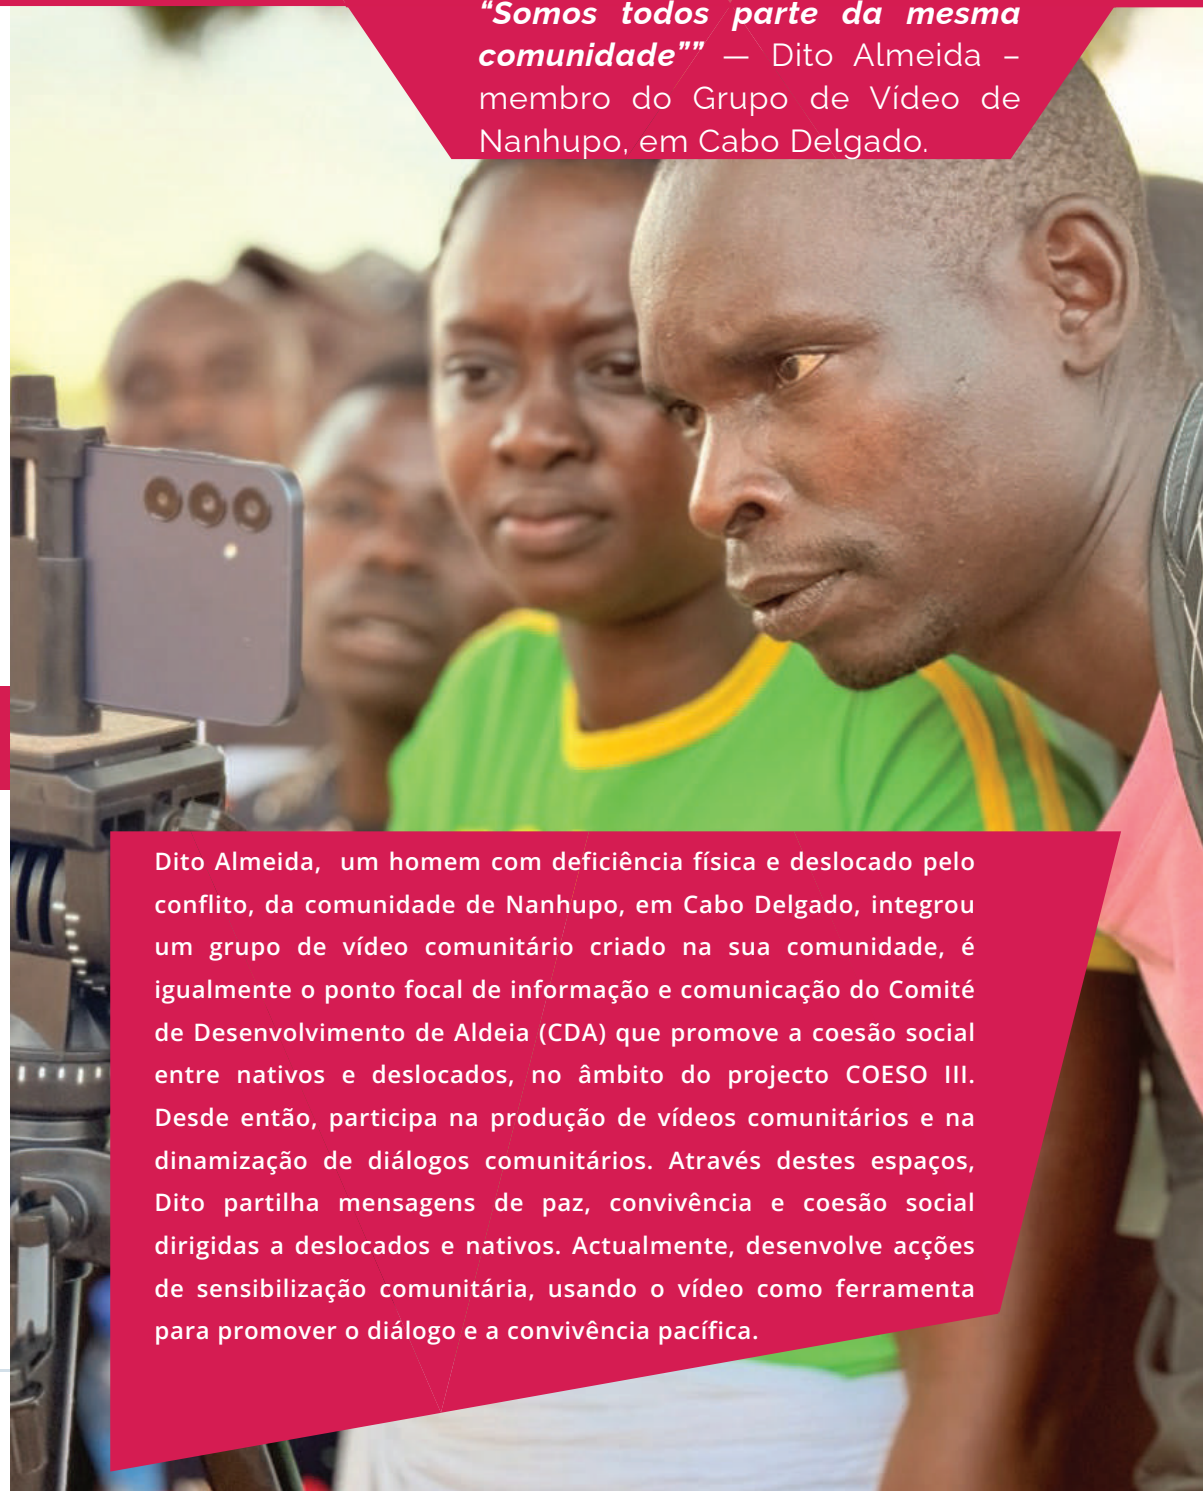 “Somos todos parte da mesma
comunidade”” — Dito Almeida –
membro do Grupo de Vídeo de
Nanhupo, em Cabo Delgado.
Dito Almeida, um homem com deficiência física e deslocado pelo
conflito, da comunidade de Nanhupo, em Cabo Delgado, integrou
um grupo de vídeo comunitário criado na sua comunidade, é
igualmente o ponto focal de informação e comunicação do Comité
de Desenvolvimento de Aldeia (CDA) que promove a coesão social
entre nativos e deslocados, no âmbito do projecto COESO III.
Desde então, participa na produção de vídeos comunitários e na
dinamização de diálogos comunitários. Através destes espaços,
Dito partilha mensagens de paz, convivência e coesão social
dirigidas a deslocados e nativos. Actualmente, desenvolve acções
de sensibilização comunitária, usando o vídeo como ferramenta
para promover o diálogo e a convivência pacífica.